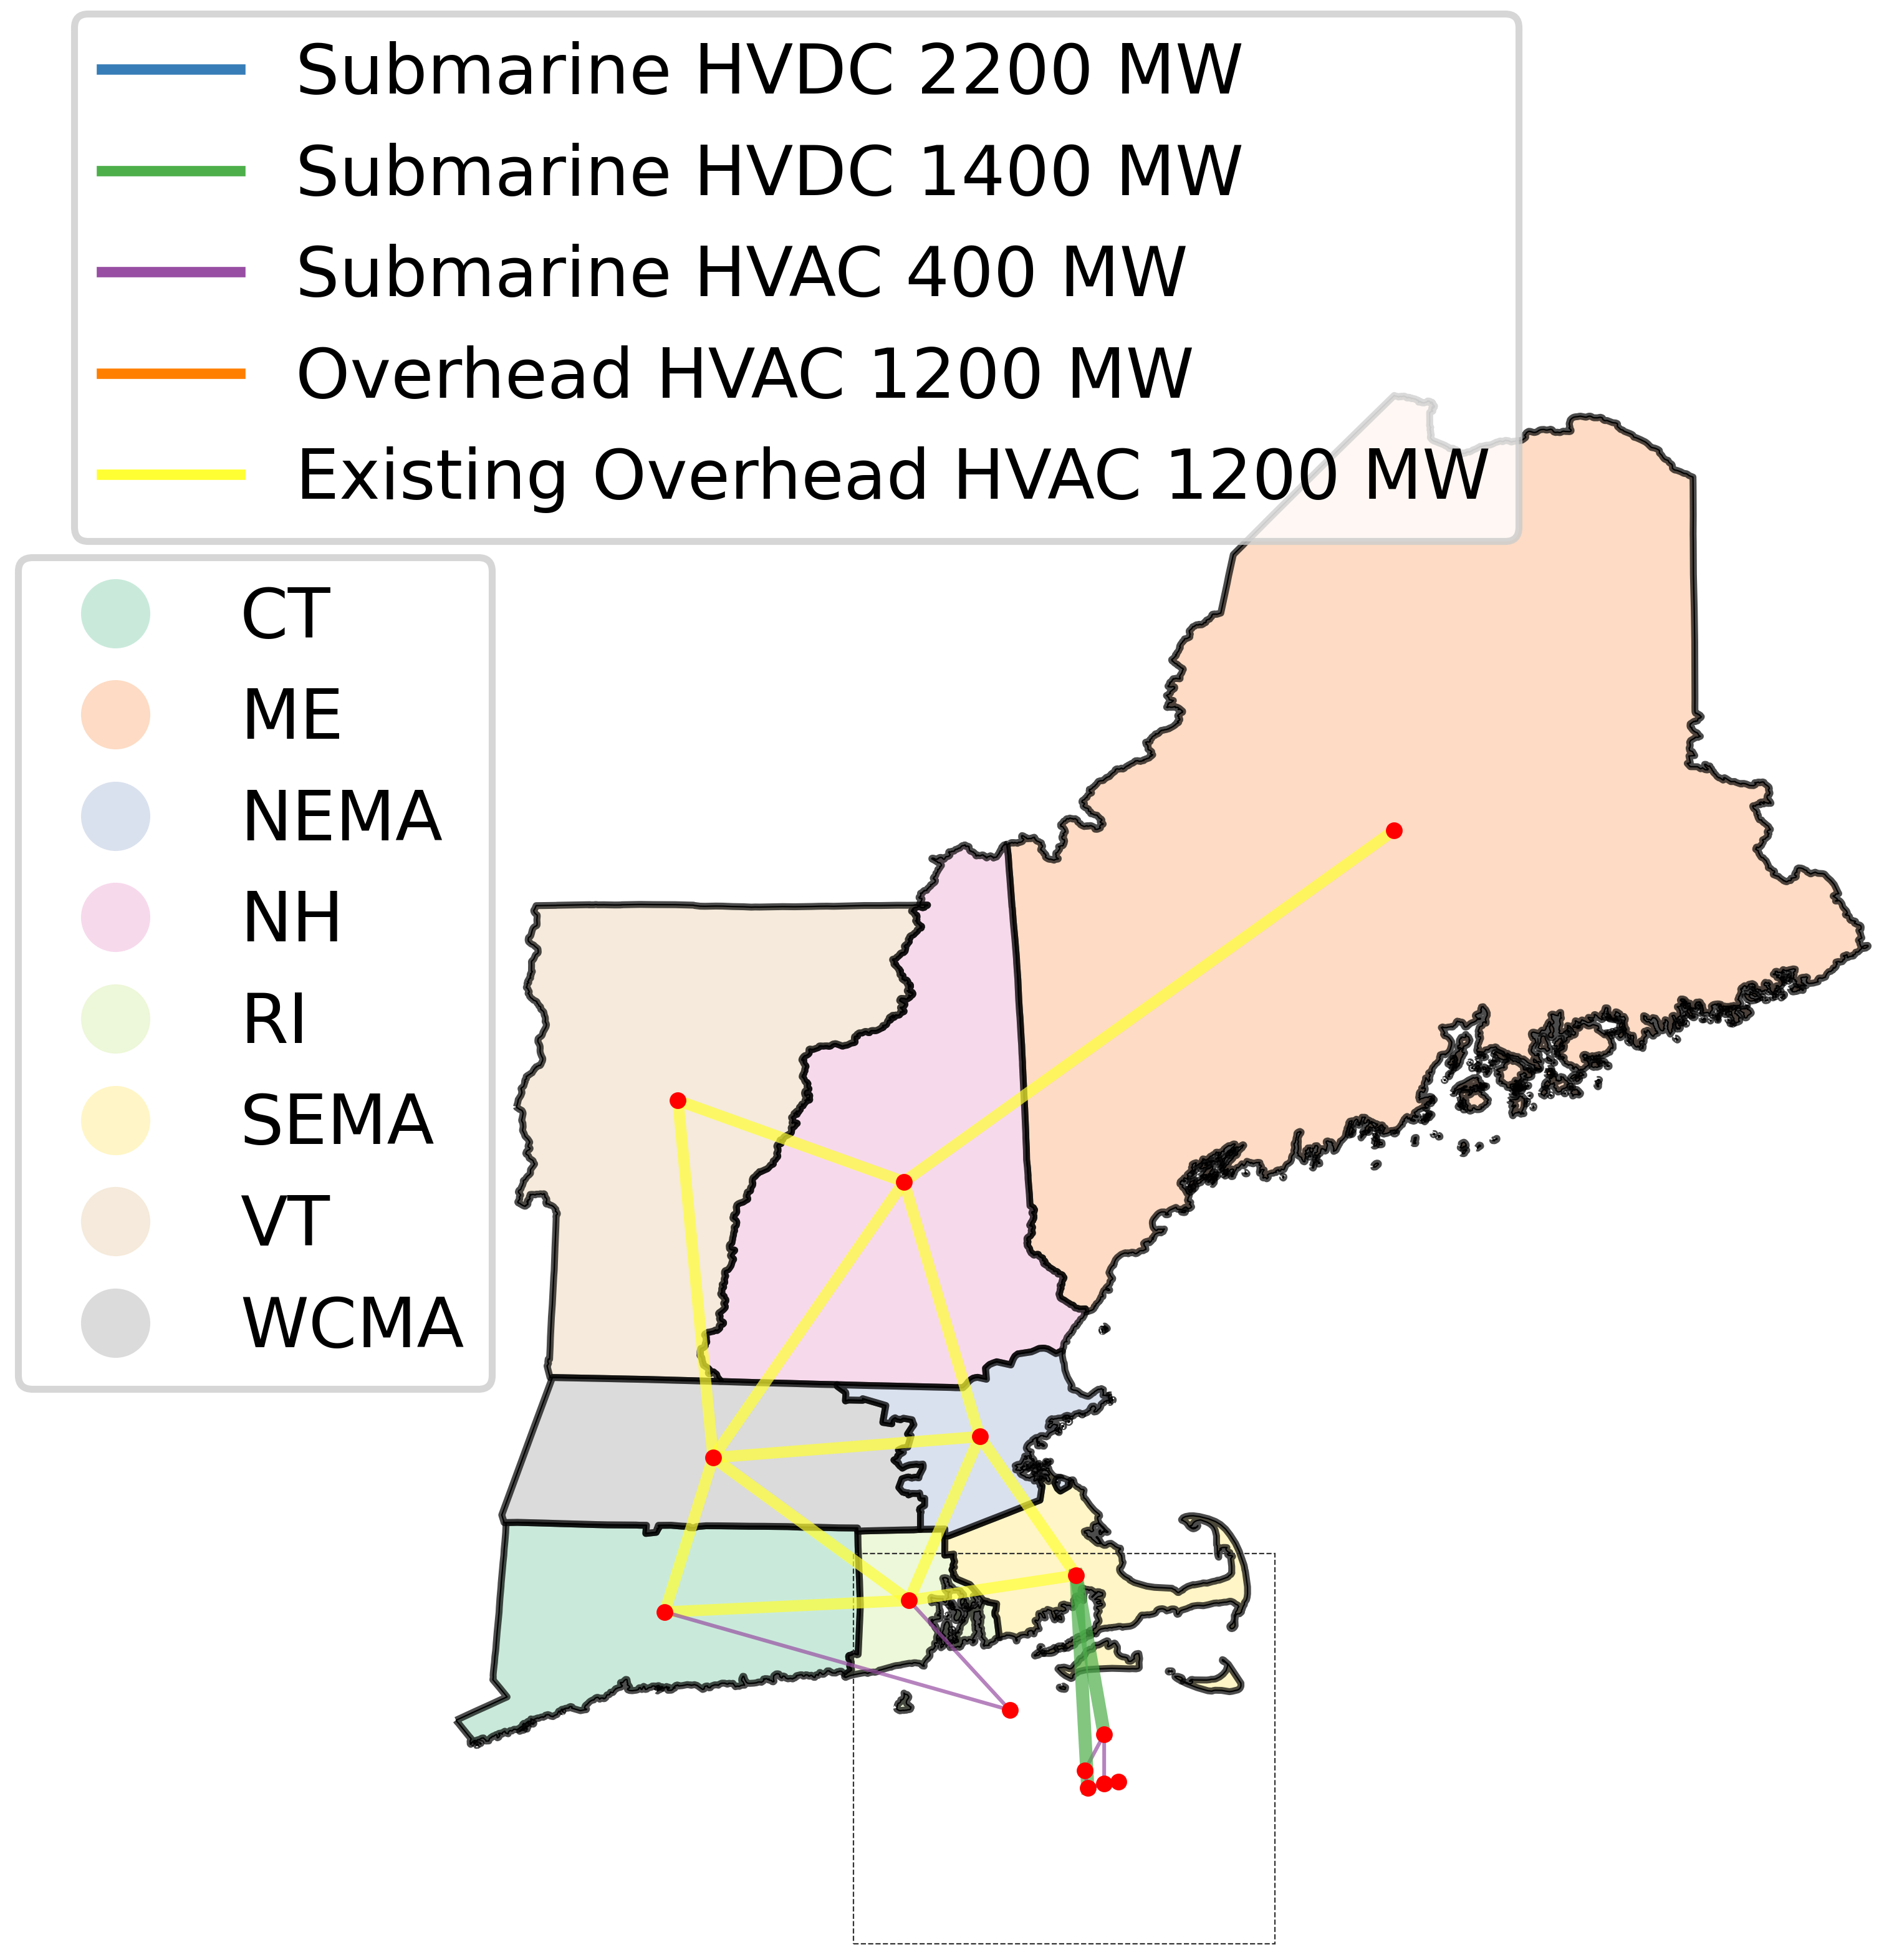 Submarine HVDC 2200 MW
Submarine HVDC 1400 MW
Submarine HVAC 400 MW
Overhead HVAC 1200 MW
Existing Overhead HVAC 1200 MW
CT
ME
NEMA
NH
RI
SEMA
VT
WCMA